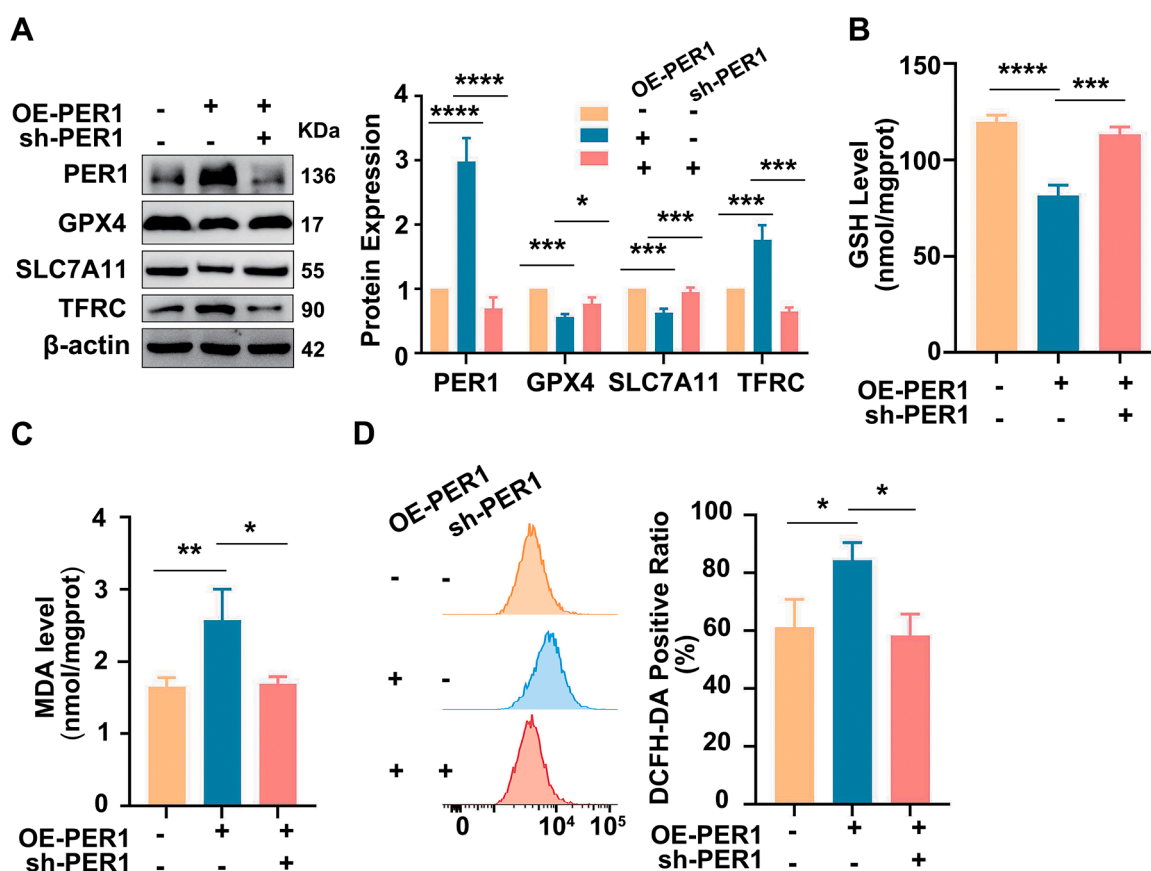 A
OE-PER1 - + +
sh-PER1 - - +
KDa
PER1 136
GPX4 17
SLC7A11 55
TFRC 90
β-actin 42
Protein Expression
4
3
2
1
0
**** ****
*** *
*** ***
*** ***
OE-PER1 sh-PER1
- -
+ -
+ +
PER1 GPX4 SLC7A11 TFRC
B
GSH Level
(nmol/mgprot)
150
100
50
0
**** ***
OE-PER1 - + +
sh-PER1 - - +
C
MDA level
(nmol/mgprot)
4
3
2
1
0
** *
OE-PER1 - + +
sh-PER1 - - +
D
OE-PER1 sh-PER1
- -
+ -
+ +
0 10⁴ 10⁵
DCFH-DA Positive Ratio
(%)
100
80
60
40
20
0
* *
OE-PER1 - + +
sh-PER1 - - +